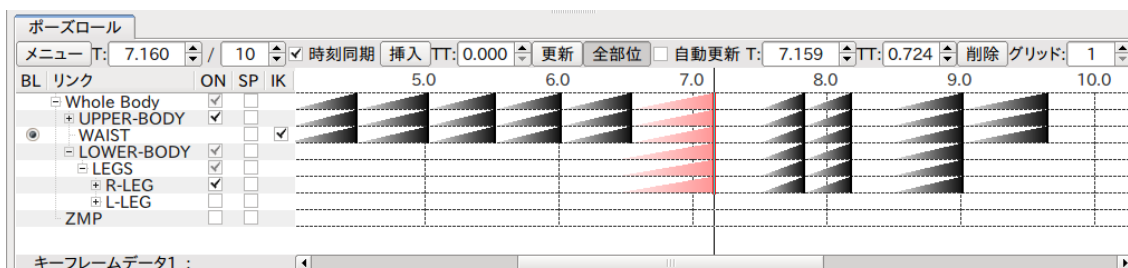 ポーズロール
メニュー T: 7.160 / 10 時刻同期 挿入 TT: 0.000 更新 全部位 自動更新 T: 7.159 TT: 0.724 削除 グリッド: 1
BL リンク ON SP IK 5.0 6.0 7.0 8.0 9.0 10.0
Whole Body
UPPER-BODY
WAIST
LOWER-BODY
LEGS
R-LEG
L-LEG
ZMP
キーフレームデータ1 :